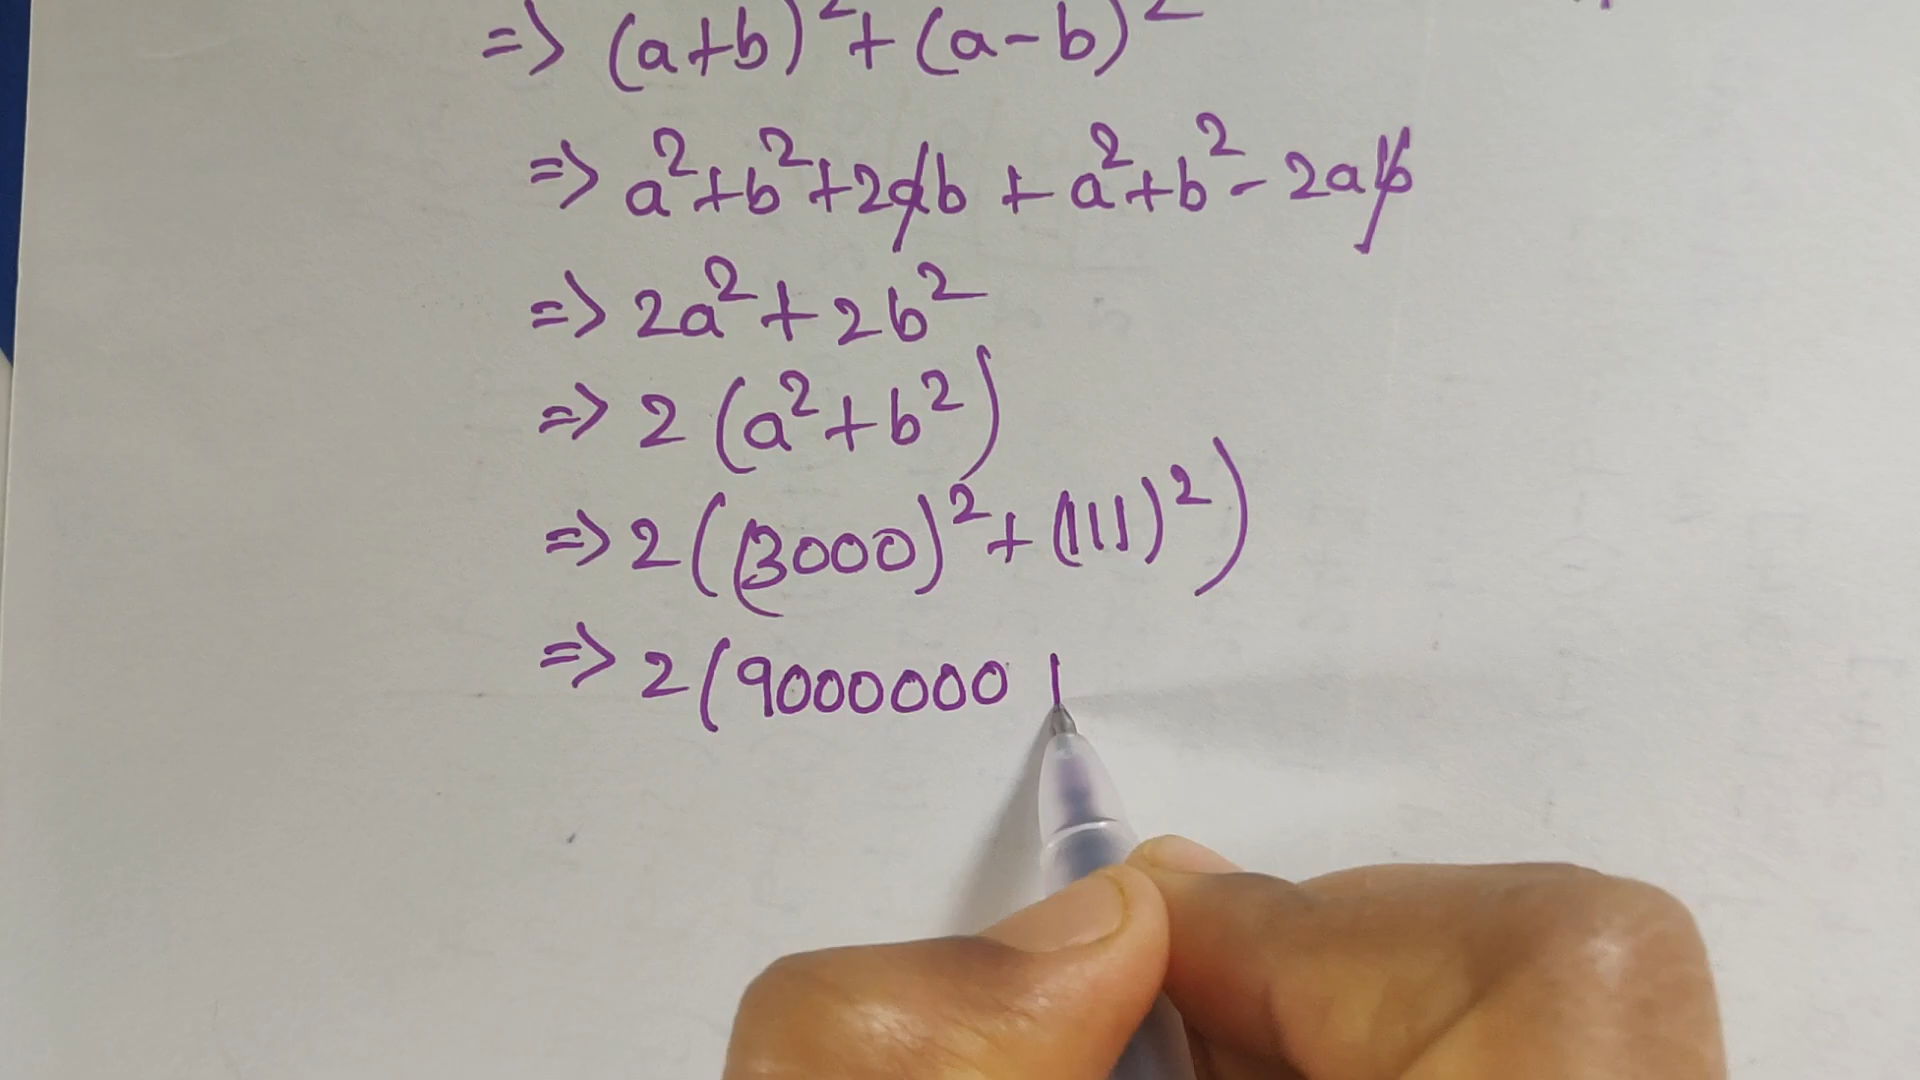 => (a+b)²+(a-b)²
=> a²+b²+2ab + a²+b²- 2ab
=> 2a²+2b²
=> 2 (a²+b²)
=> 2((3000)²+(111)²)
=> 2(9000000